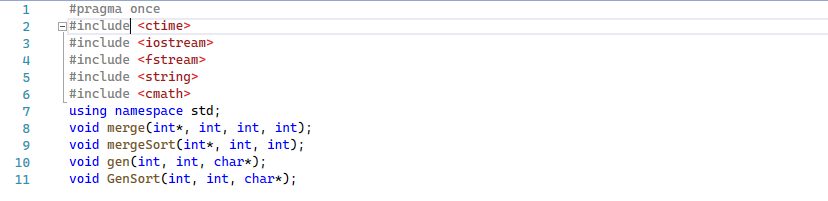 1 #pragma once
2 #include <ctime>
3 #include <iostream>
4 #include <fstream>
5 #include <string>
6 #include <cmath>
7 using namespace std;
8 void merge(int*, int, int, int);
9 void mergeSort(int*, int, int);
10 void gen(int, int, char*);
11 void GenSort(int, int, char*);